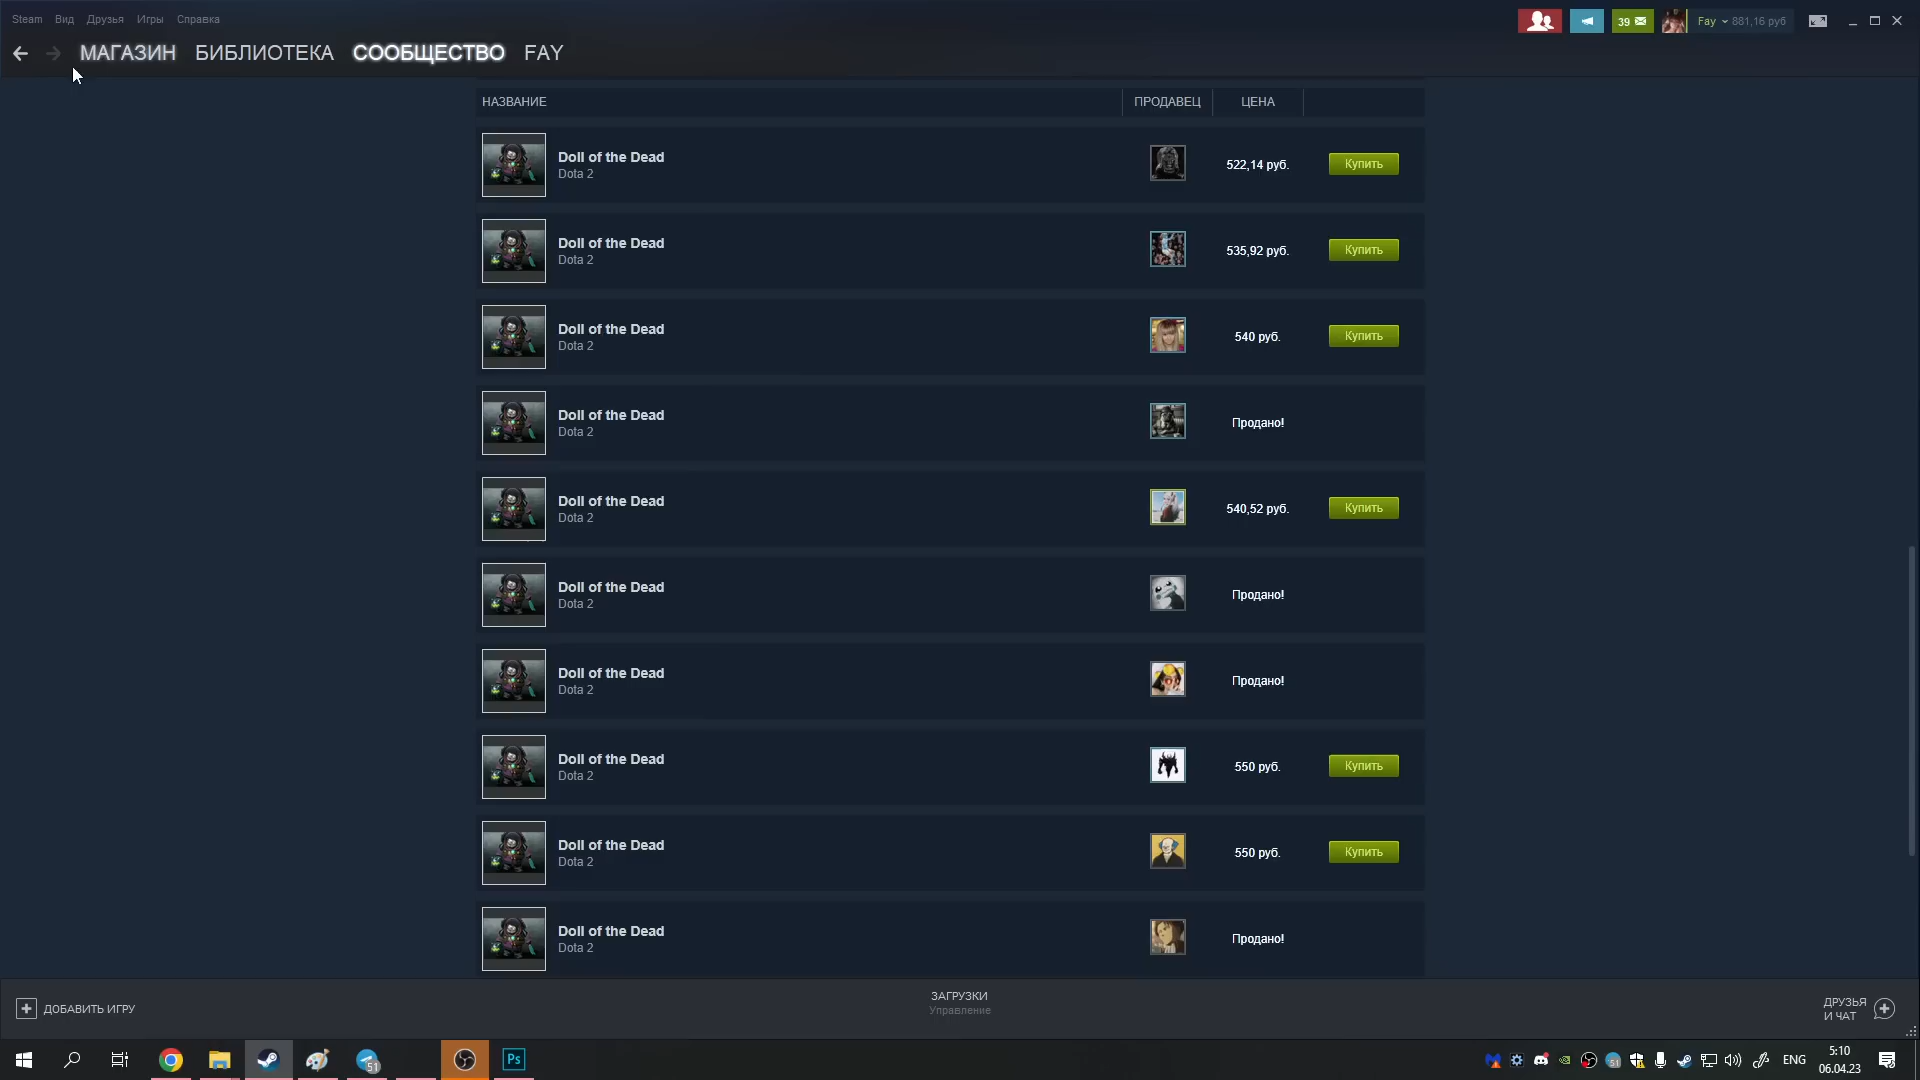 Steam Вид Друзья Игры Справка
39
Fay 881,16 руб
МАГАЗИН БИБЛИОТЕКА СООБЩЕСТВО FAY
НАЗВАНИЕ ПРОДАВЕЦ ЦЕНА
Doll of the Dead
Dota 2
522,14 руб. Купить
Doll of the Dead
Dota 2
535,92 руб. Купить
Doll of the Dead
Dota 2
540 руб. Купить
Doll of the Dead
Dota 2
Продано!
Doll of the Dead
Dota 2
540,52 руб. Купить
Doll of the Dead
Dota 2
Продано!
Doll of the Dead
Dota 2
Продано!
Doll of the Dead
Dota 2
550 руб. Купить
Doll of the Dead
Dota 2
550 руб. Купить
Doll of the Dead
Dota 2
Продано!
ДОБАВИТЬ ИГРУ
ЗАГРУЗКИ
Управление
ДРУЗЬЯ
И ЧАТ
51
Ps
51
ENG
5:10
06.04.23